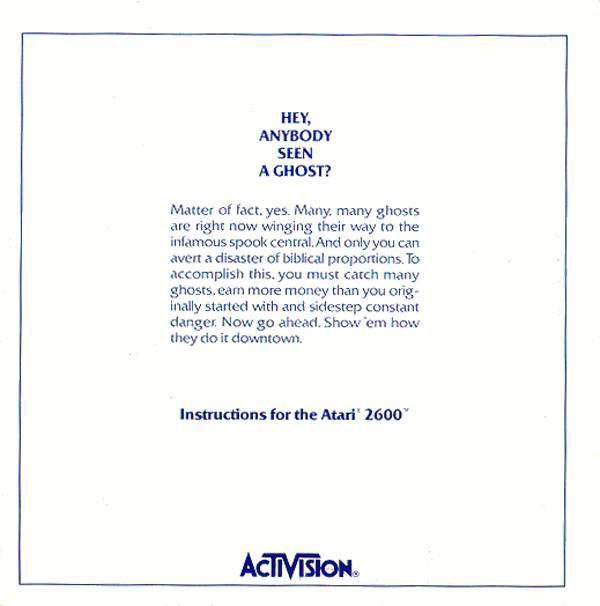 HEY,
ANYBODY
SEEN
A GHOST?
Matter of fact, yes. Many, many ghosts
are right now winging their way to the
infamous spook central. And only you can
avert a disaster of biblical proportions. To
accomplish this, you must catch many
ghosts, earn more money than you orig-
inally started with and sidestep constant
danger. Now go ahead. Show 'em how
they do it downtown.
Instructions for the Atari® 2600™
ACTIVISION®